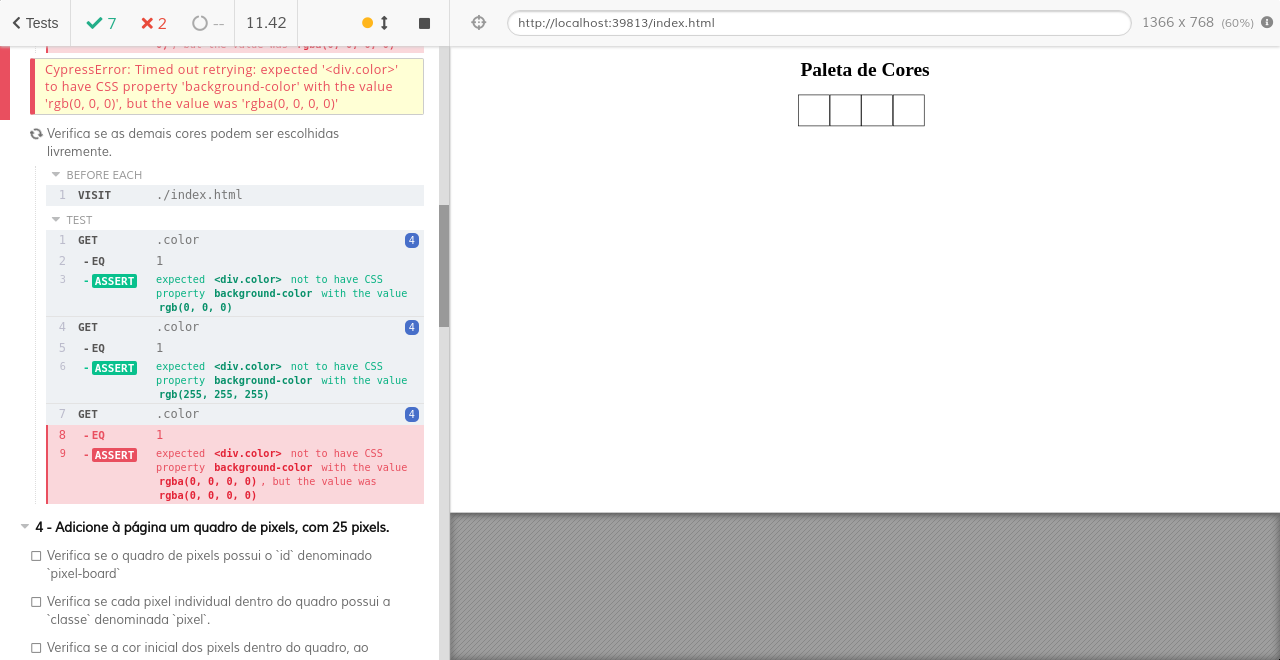 Tests
7
2
--
11.42
http://localhost:39813/index.html
1366 x 768 (60%)
0) , but the value was rgba(0, 0, 0, 0)
CypressError: Timed out retrying: expected '<div.color>'
to have CSS property 'background-color' with the value
'rgb(0, 0, 0)', but the value was 'rgba(0, 0, 0, 0)'
Verifica se as demais cores podem ser escolhidas
livremente.
BEFORE EACH
1 VISIT ./index.html
TEST
1 GET .color 4
2 - EQ 1
3 - ASSERT expected <div.color> not to have CSS
property background-color with the value
rgb(0, 0, 0)
4 GET .color 4
5 - EQ 1
6 - ASSERT expected <div.color> not to have CSS
property background-color with the value
rgb(255, 255, 255)
7 GET .color 4
8 - EQ 1
9 - ASSERT expected <div.color> not to have CSS
property background-color with the value
rgba(0, 0, 0, 0) , but the value was
rgba(0, 0, 0, 0)
4 - Adicione à página um quadro de pixels, com 25 pixels.
Verifica se o quadro de pixels possui o `id` denominado
`pixel-board`
Verifica se cada pixel individual dentro do quadro possui a
`classe` denominada `pixel`.
Verifica se a cor inicial dos pixels dentro do quadro, ao
Paleta de Cores